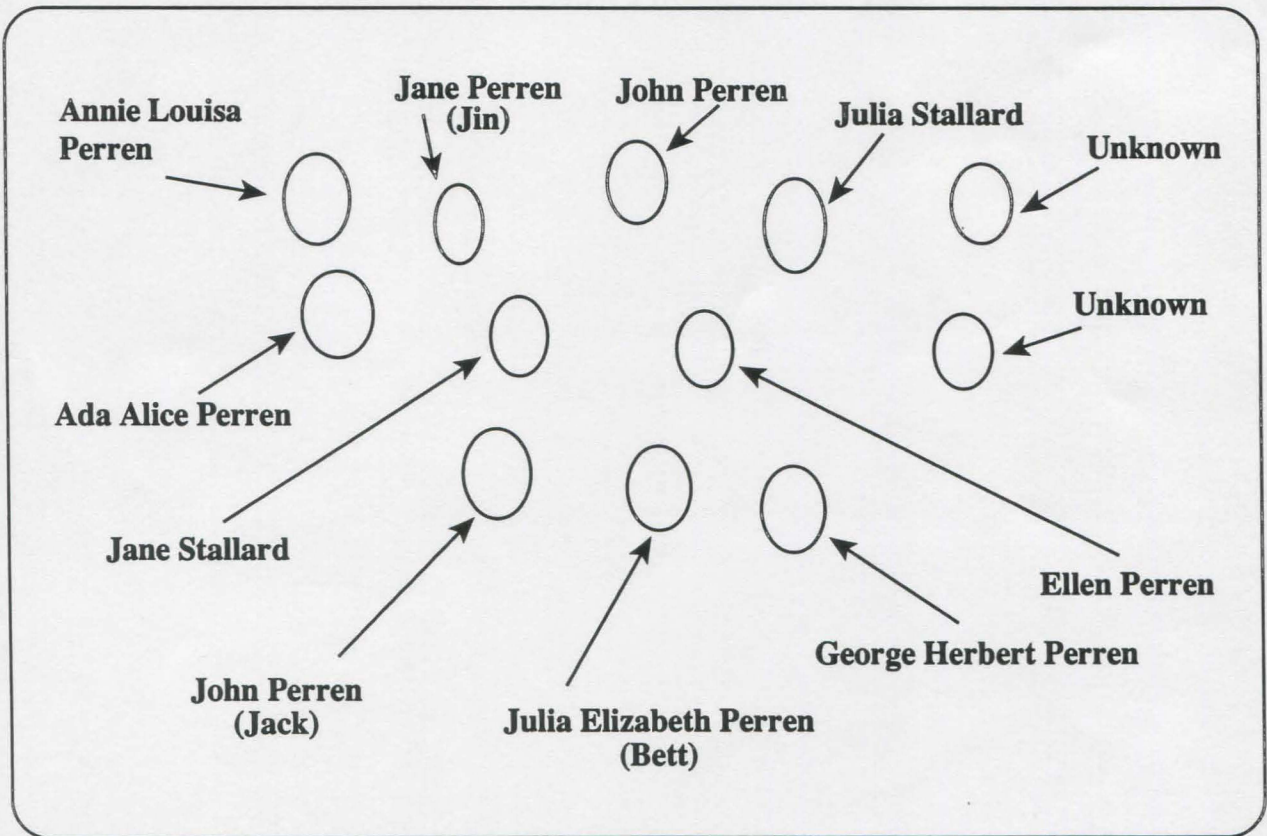 Annie Louisa
Perren
Jane Perren
(Jin)
John Perren
Julia Stallard
Unknown
Unknown
Ada Alice Perren
Jane Stallard
Ellen Perren
George Herbert Perren
John Perren
(Jack)
Julia Elizabeth Perren
(Bett)